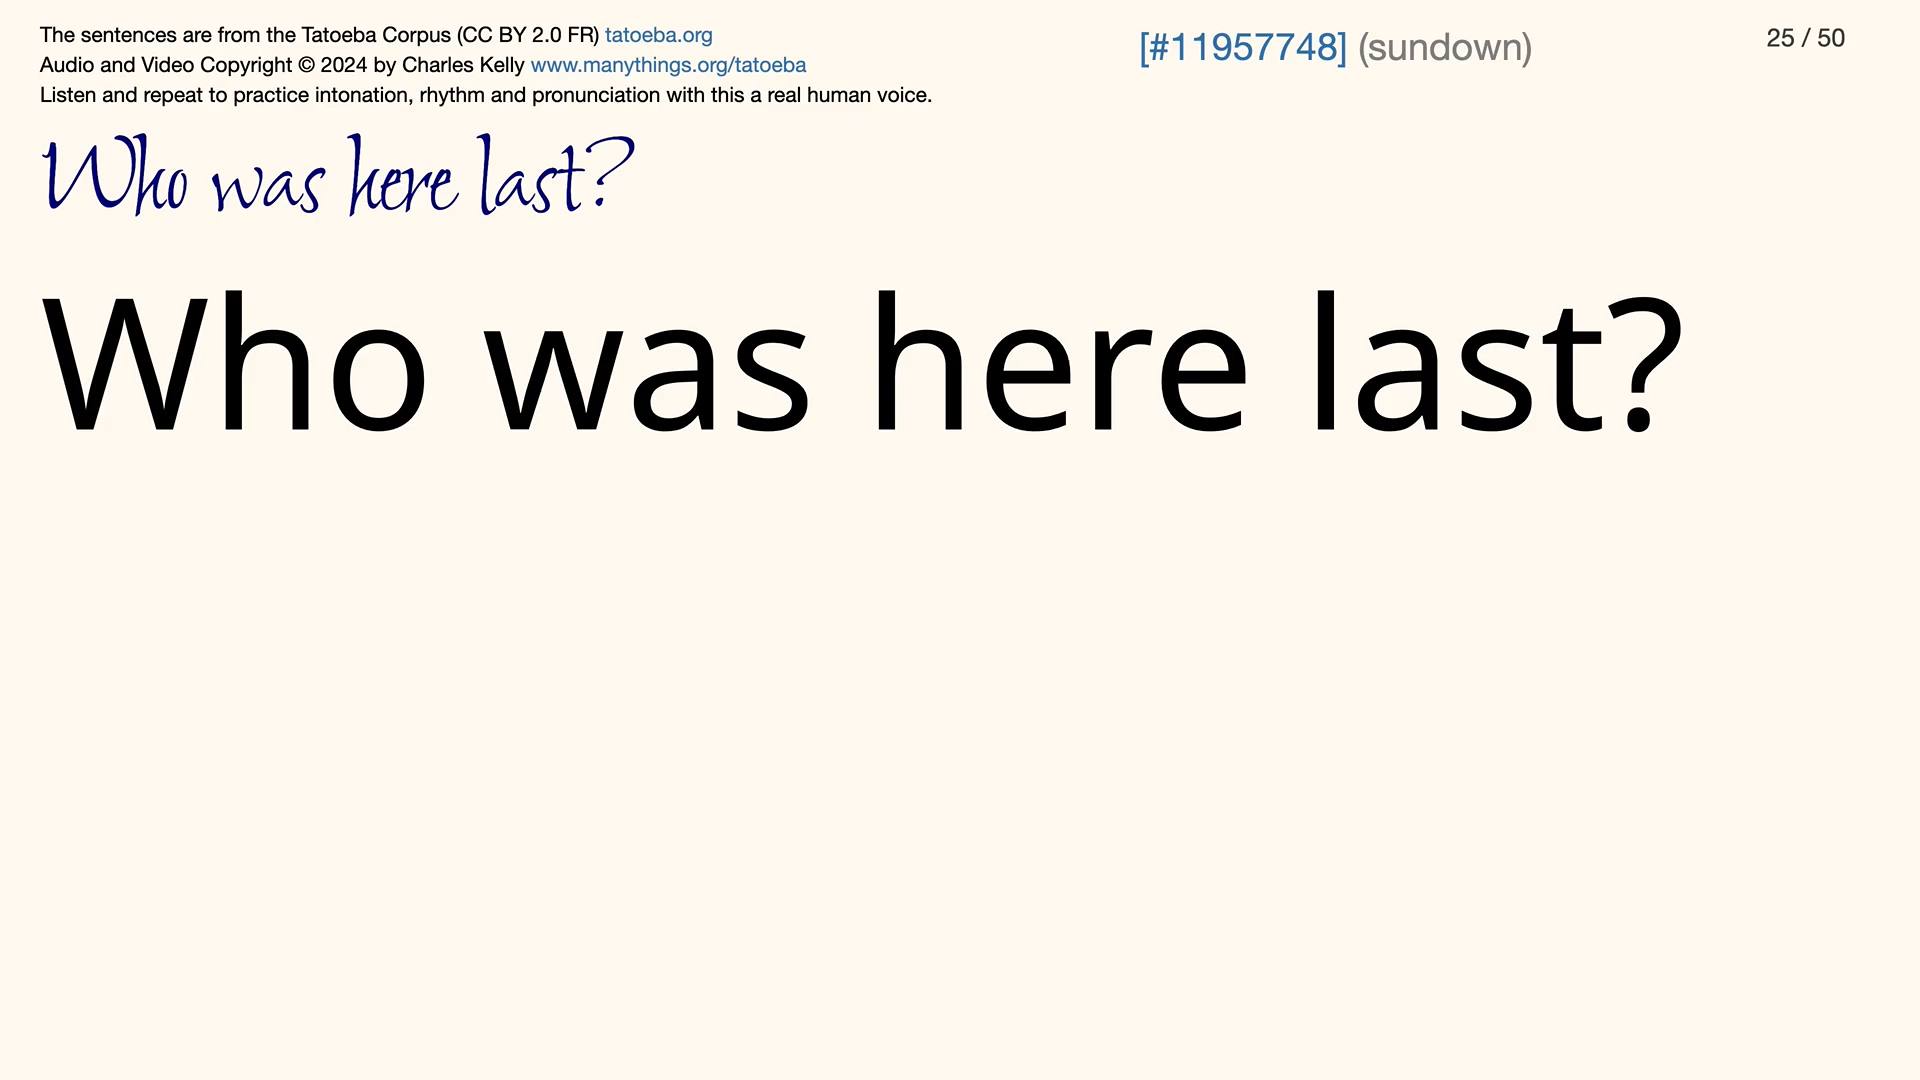 The sentences are from the Tatoeba Corpus (CC BY 2.0 FR) tatoeba.org
Audio and Video Copyright © 2024 by Charles Kelly www.manythings.org/tatoeba
Listen and repeat to practice intonation, rhythm and pronunciation with this a real human voice.
[#11957748] (sundown)
25 / 50
Who was here last?
Who was here last?